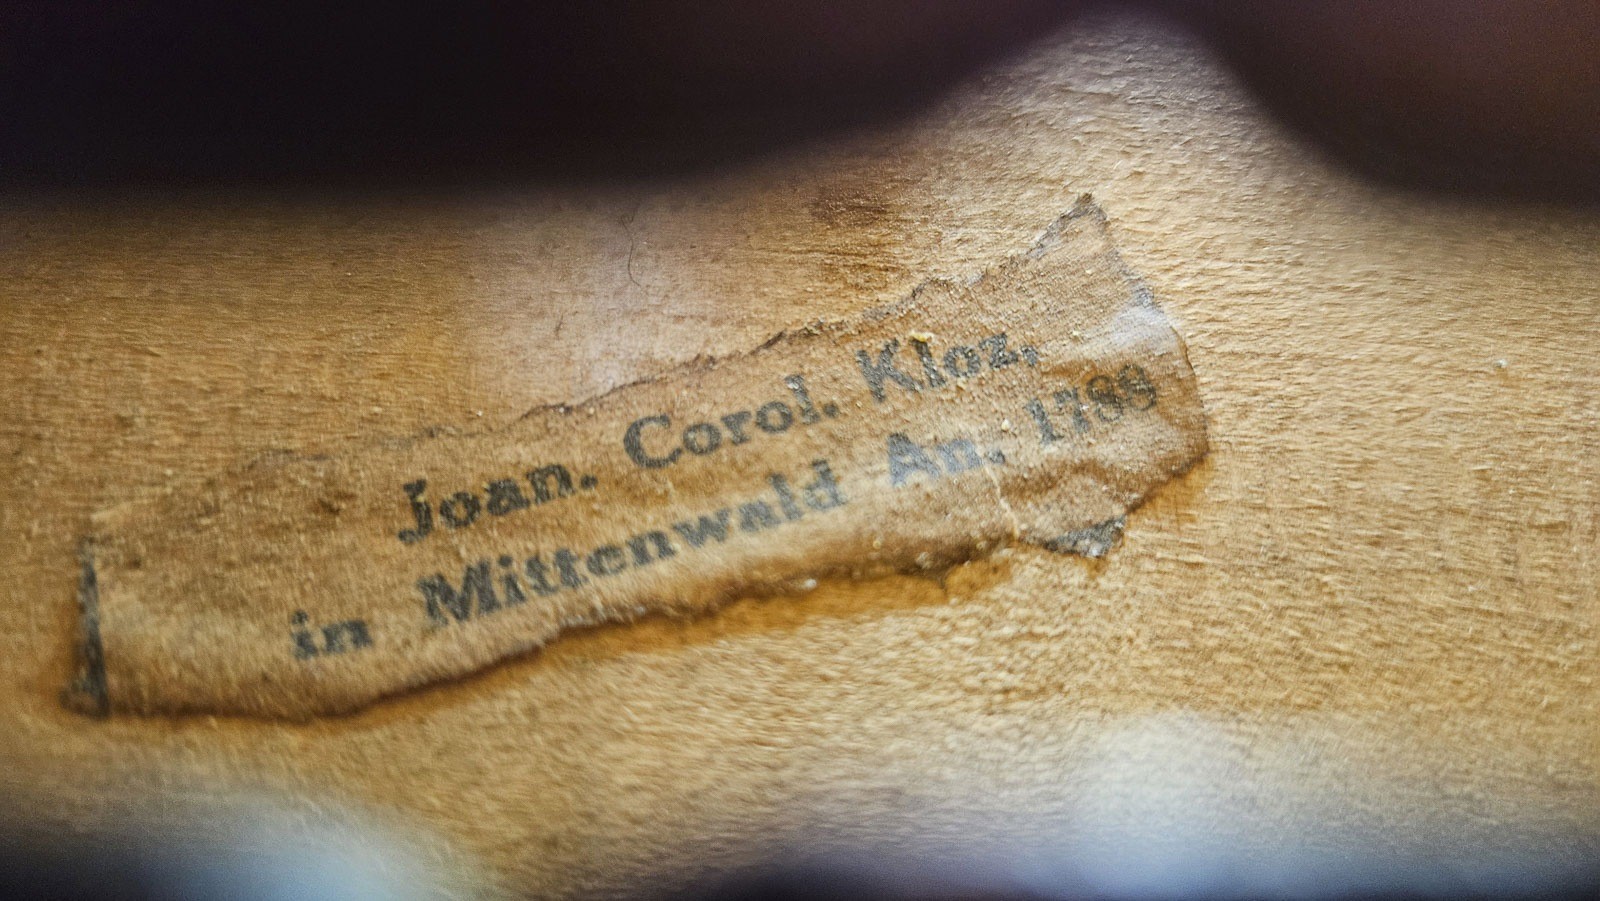 Joan. Corol. Kloz,
in Mittenwald An. 1788